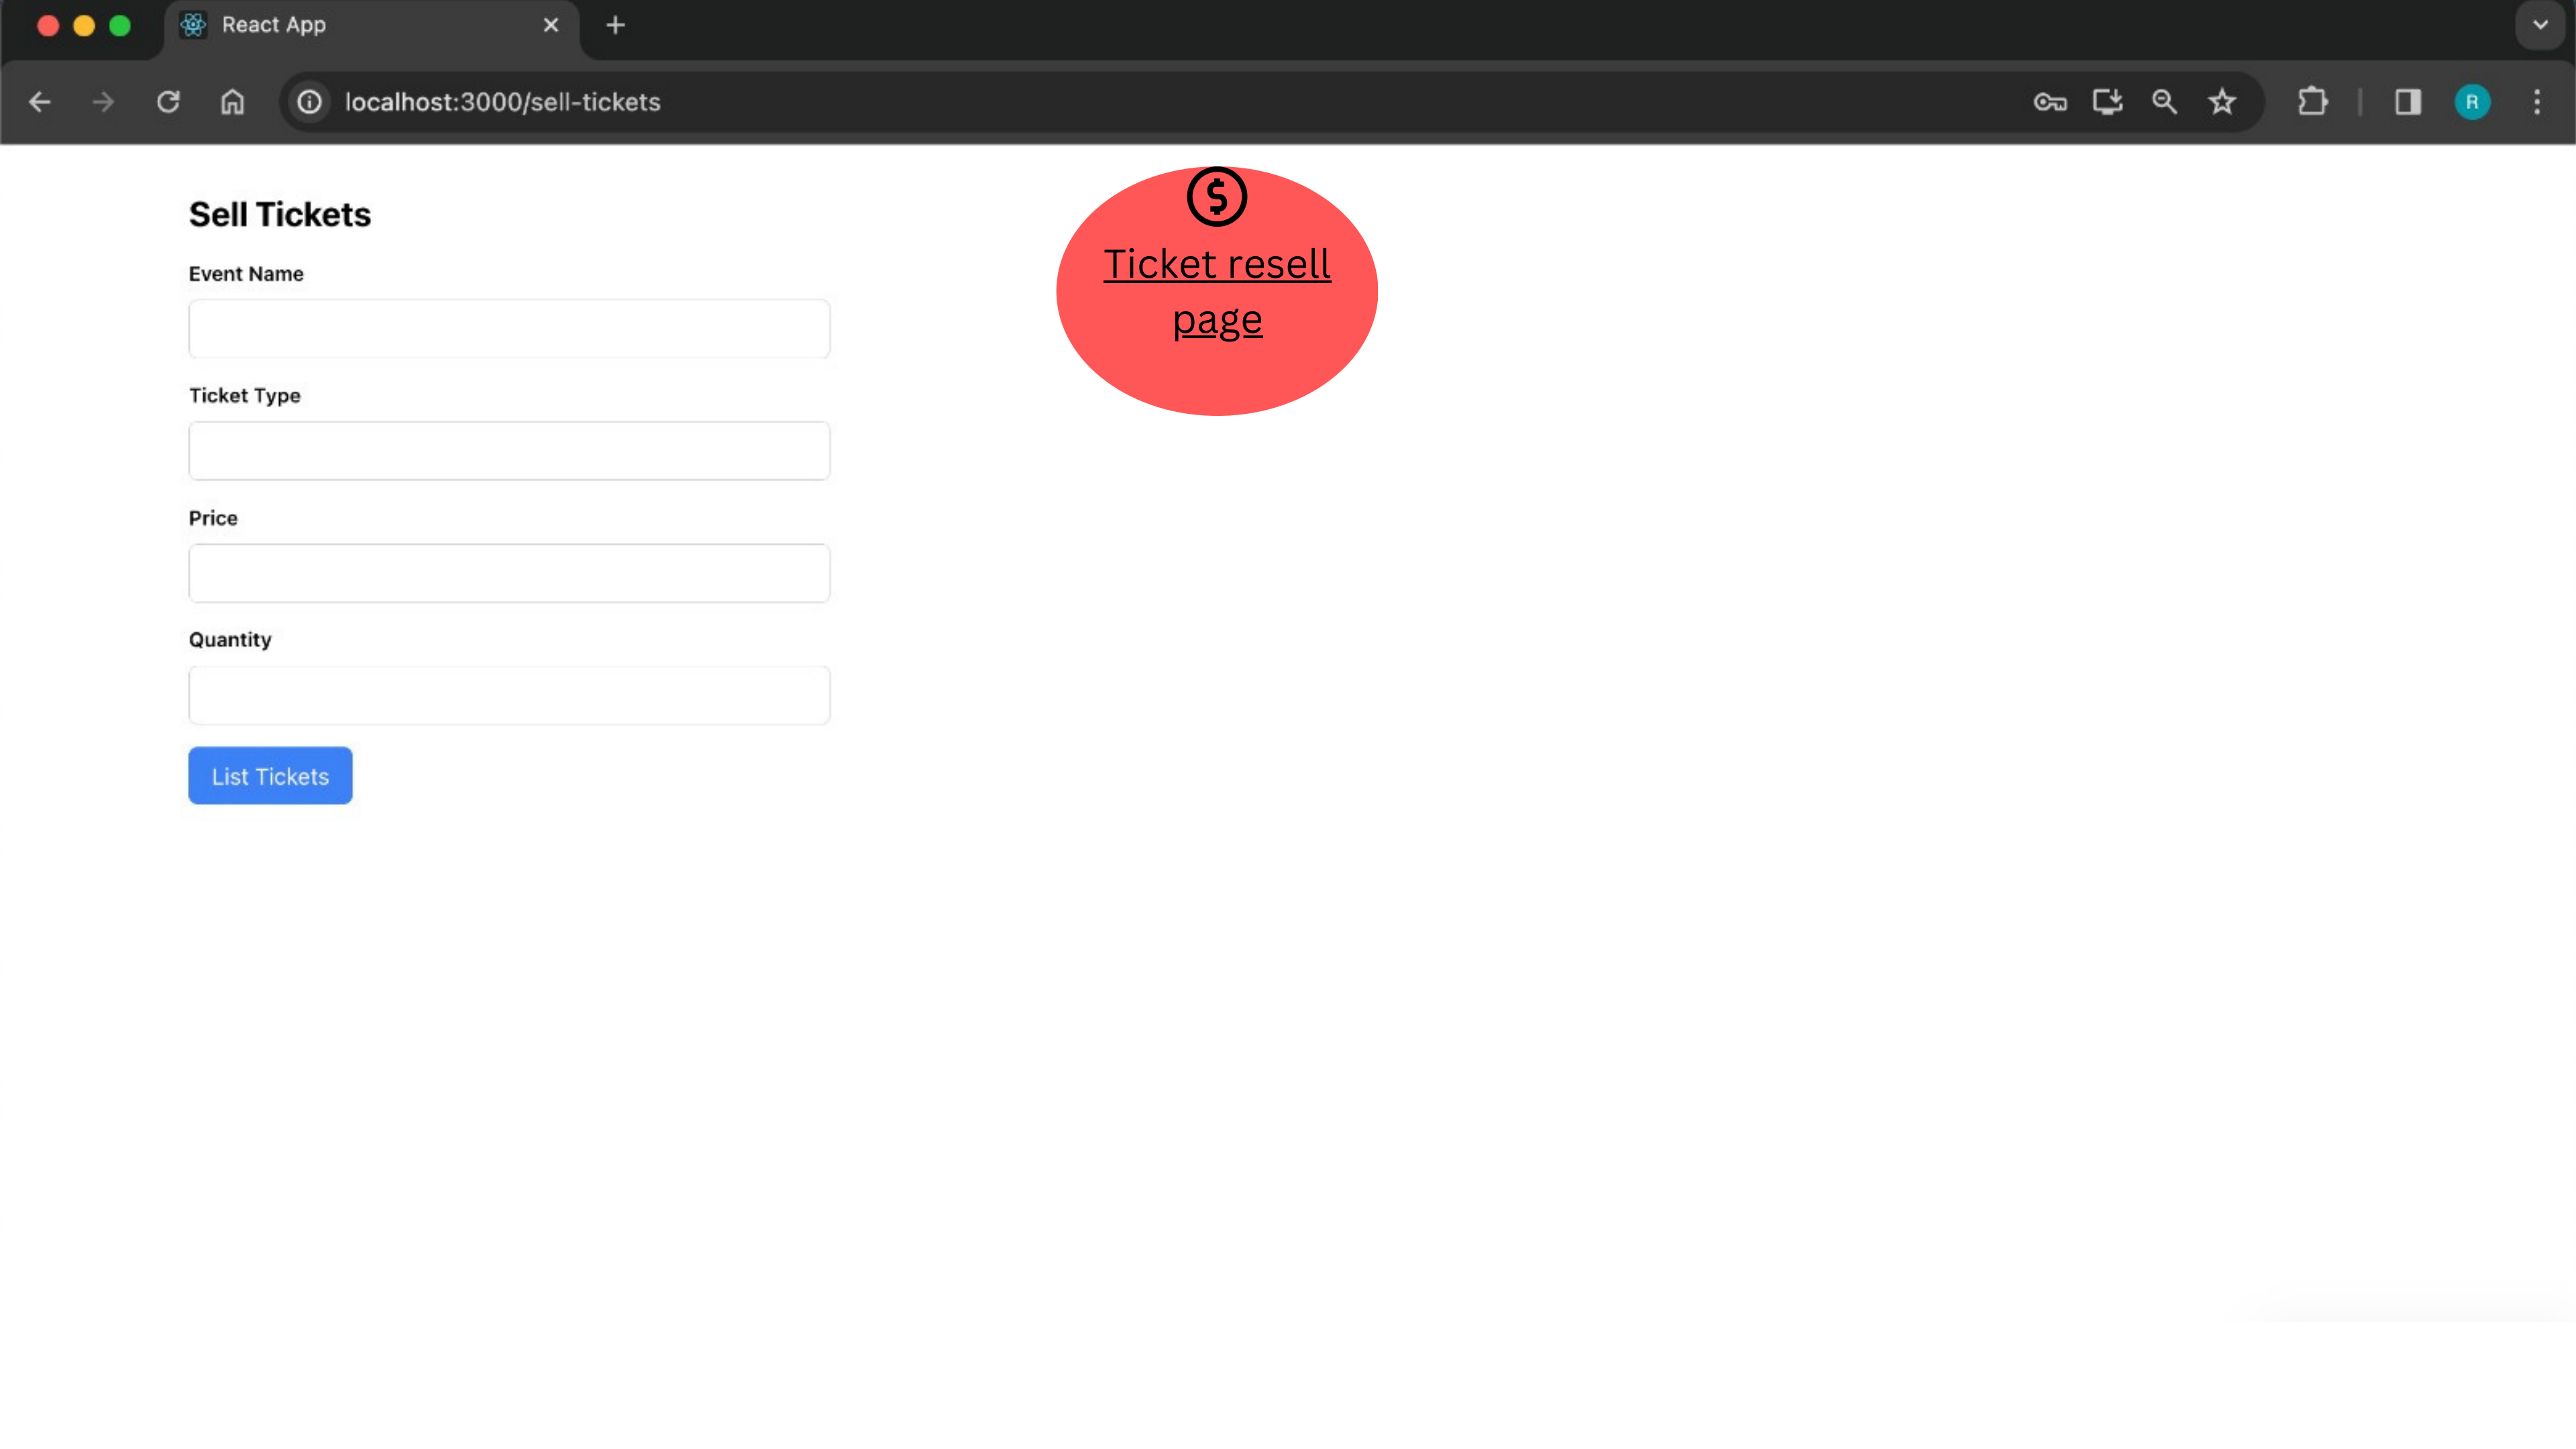 React App
localhost:3000/sell-tickets
R
Sell Tickets
Event Name
Ticket Type
Price
Quantity
List Tickets
$
Ticket resell
page